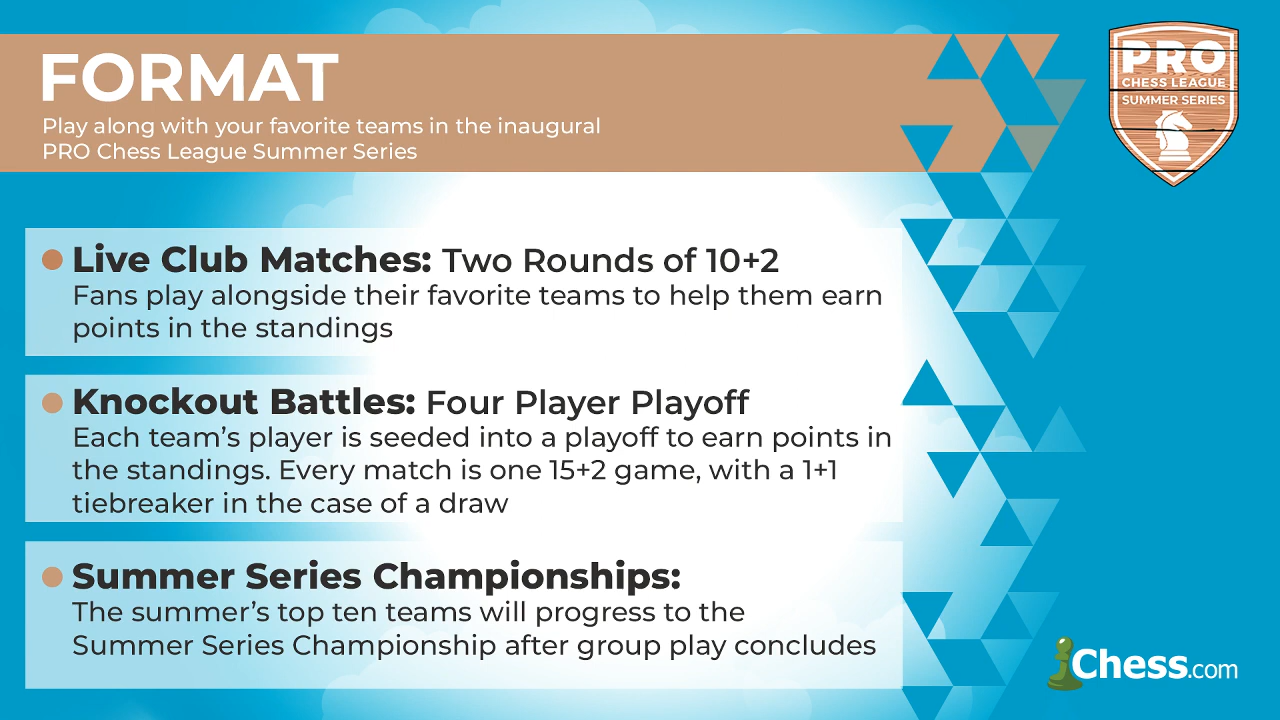 FORMAT
Play along with your favorite teams in the inaugural
PRO Chess League Summer Series
PRO
CHESS LEAGUE
SUMMER SERIES
Live Club Matches: Two Rounds of 10+2
Fans play alongside their favorite teams to help them earn
points in the standings
Knockout Battles: Four Player Playoff
Each team's player is seeded into a playoff to earn points in
the standings. Every match is one 15+2 game, with a 1+1
tiebreaker in the case of a draw
Summer Series Championships:
The summer's top ten teams will progress to the
Summer Series Championship after group play concludes
Chess.com